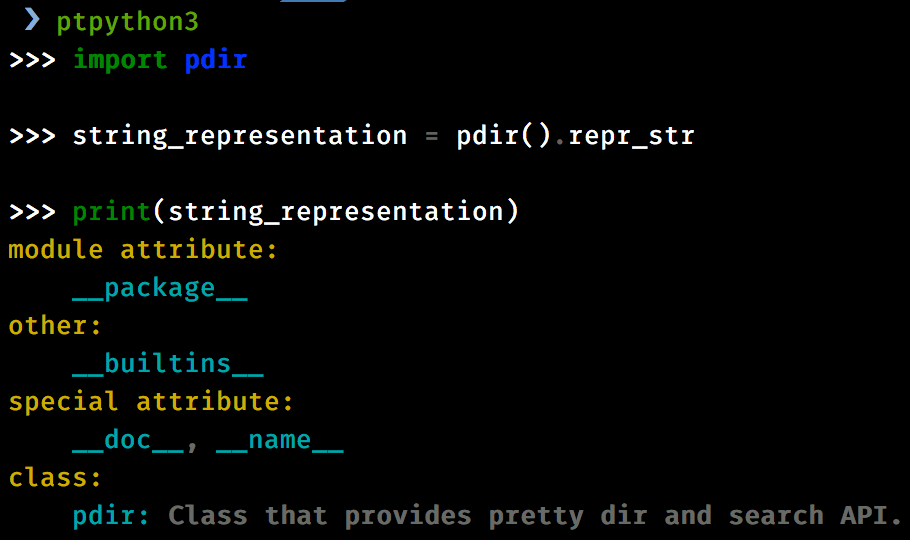 ❯ ptpython3
>>> import pdir
>>> string_representation = pdir().repr_str
>>> print(string_representation)
module attribute:
    __package__
other:
    __builtins__
special attribute:
    __doc__, __name__
class:
    pdir: Class that provides pretty dir and search API.